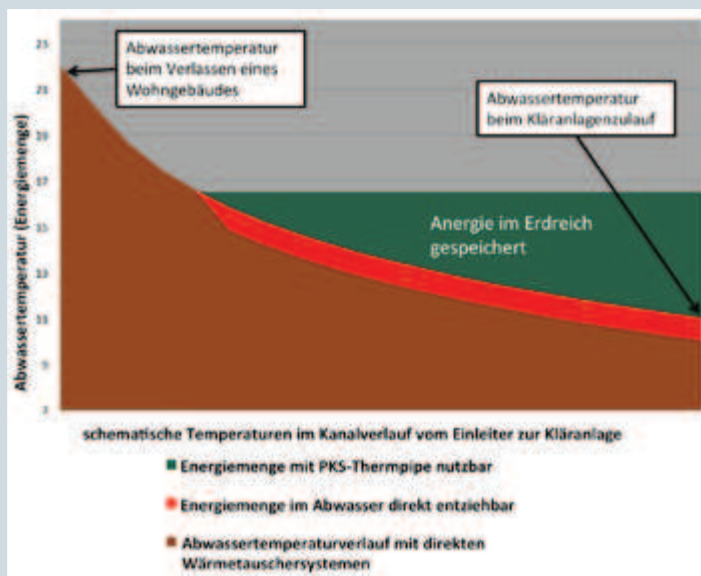 Abwassertemperatur (Energiemenge)
23
21
19
17
15
13
11
9
7
Abwassertemperatur
beim Verlassen eines
Wohngebäudes
Abwassertemperatur
beim Kläranlagenzulauf
Anergie im Erdreich
gespeichert
schematische Temperaturen im Kanalverlauf vom Einleiter zur Kläranlage
Energiemenge mit PKS-Thermpipe nutzbar
Energiemenge im Abwasser direkt entziehbar
Abwassertemperaturverlauf mit direkten
Wärmetauschersystemen